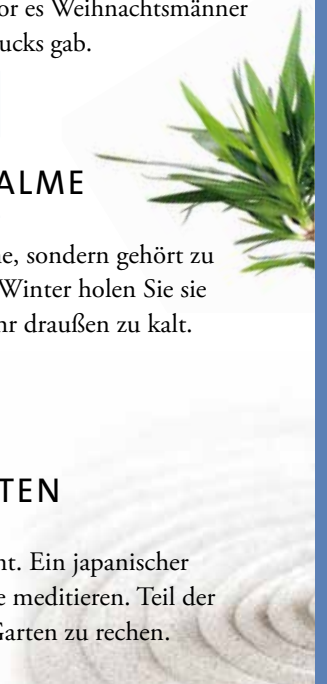 or es Weihnachtsmänner
ucks gab.
ALME
e, sondern gehört zu
Winter holen Sie sie
hr draußen zu kalt.
TEN
nt. Ein japanischer
e meditieren. Teil der
Garten zu rechen.